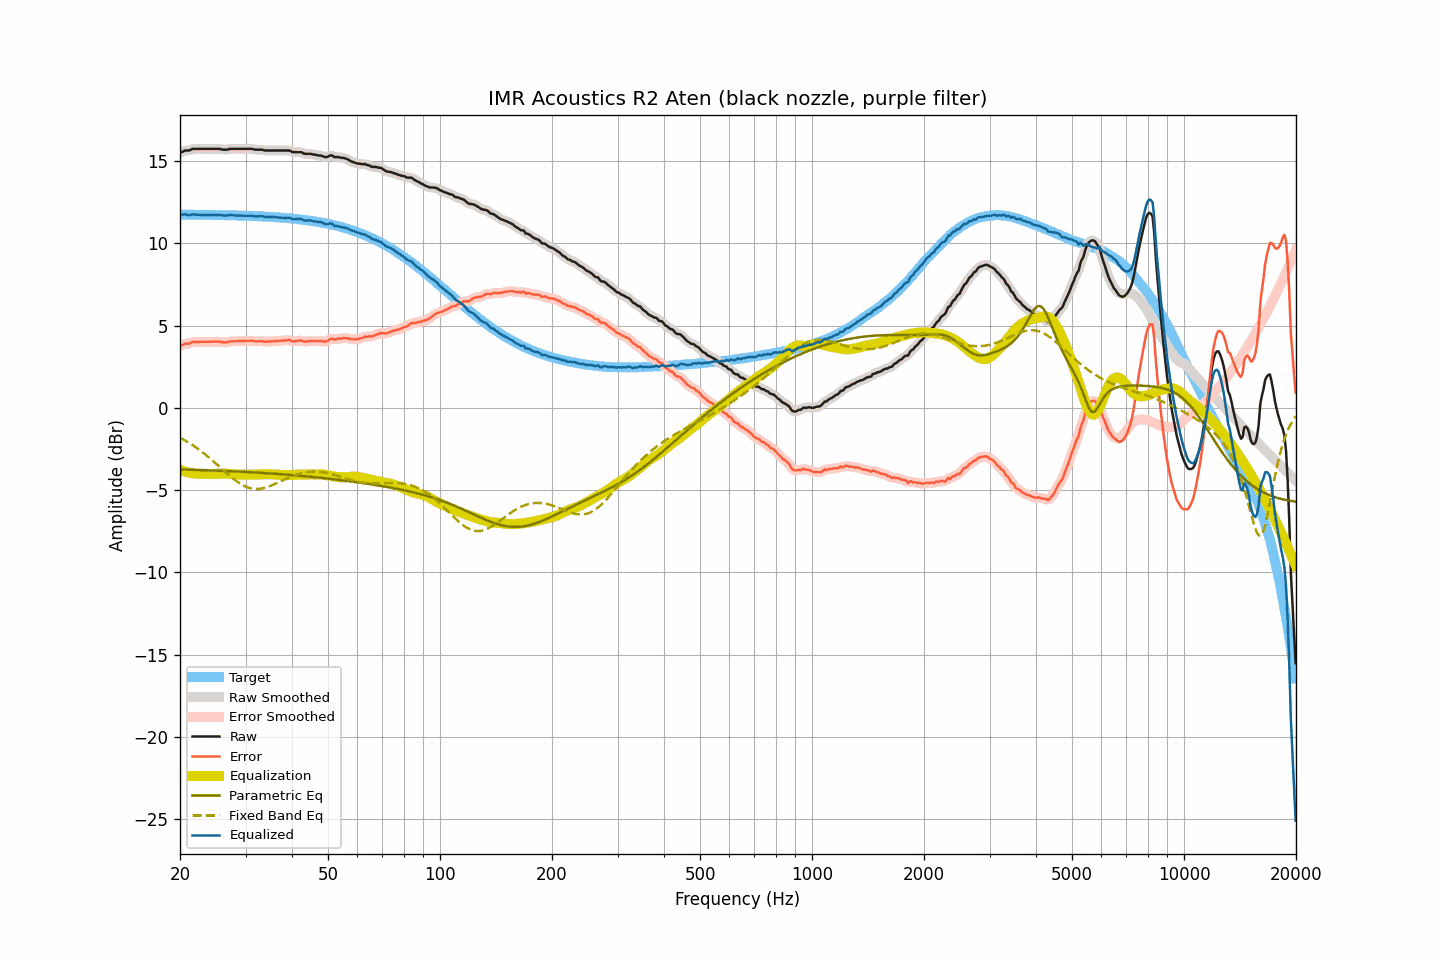 IMR Acoustics R2 Aten (black nozzle, purple filter)
15
10
5
0
−5
−10
−15
−20
−25
Amplitude (dBr)
Target
Raw Smoothed
Error Smoothed
Raw
Error
Equalization
Parametric Eq
Fixed Band Eq
Equalized
20 50 100 200 500 1000 2000 5000 10000 20000
Frequency (Hz)